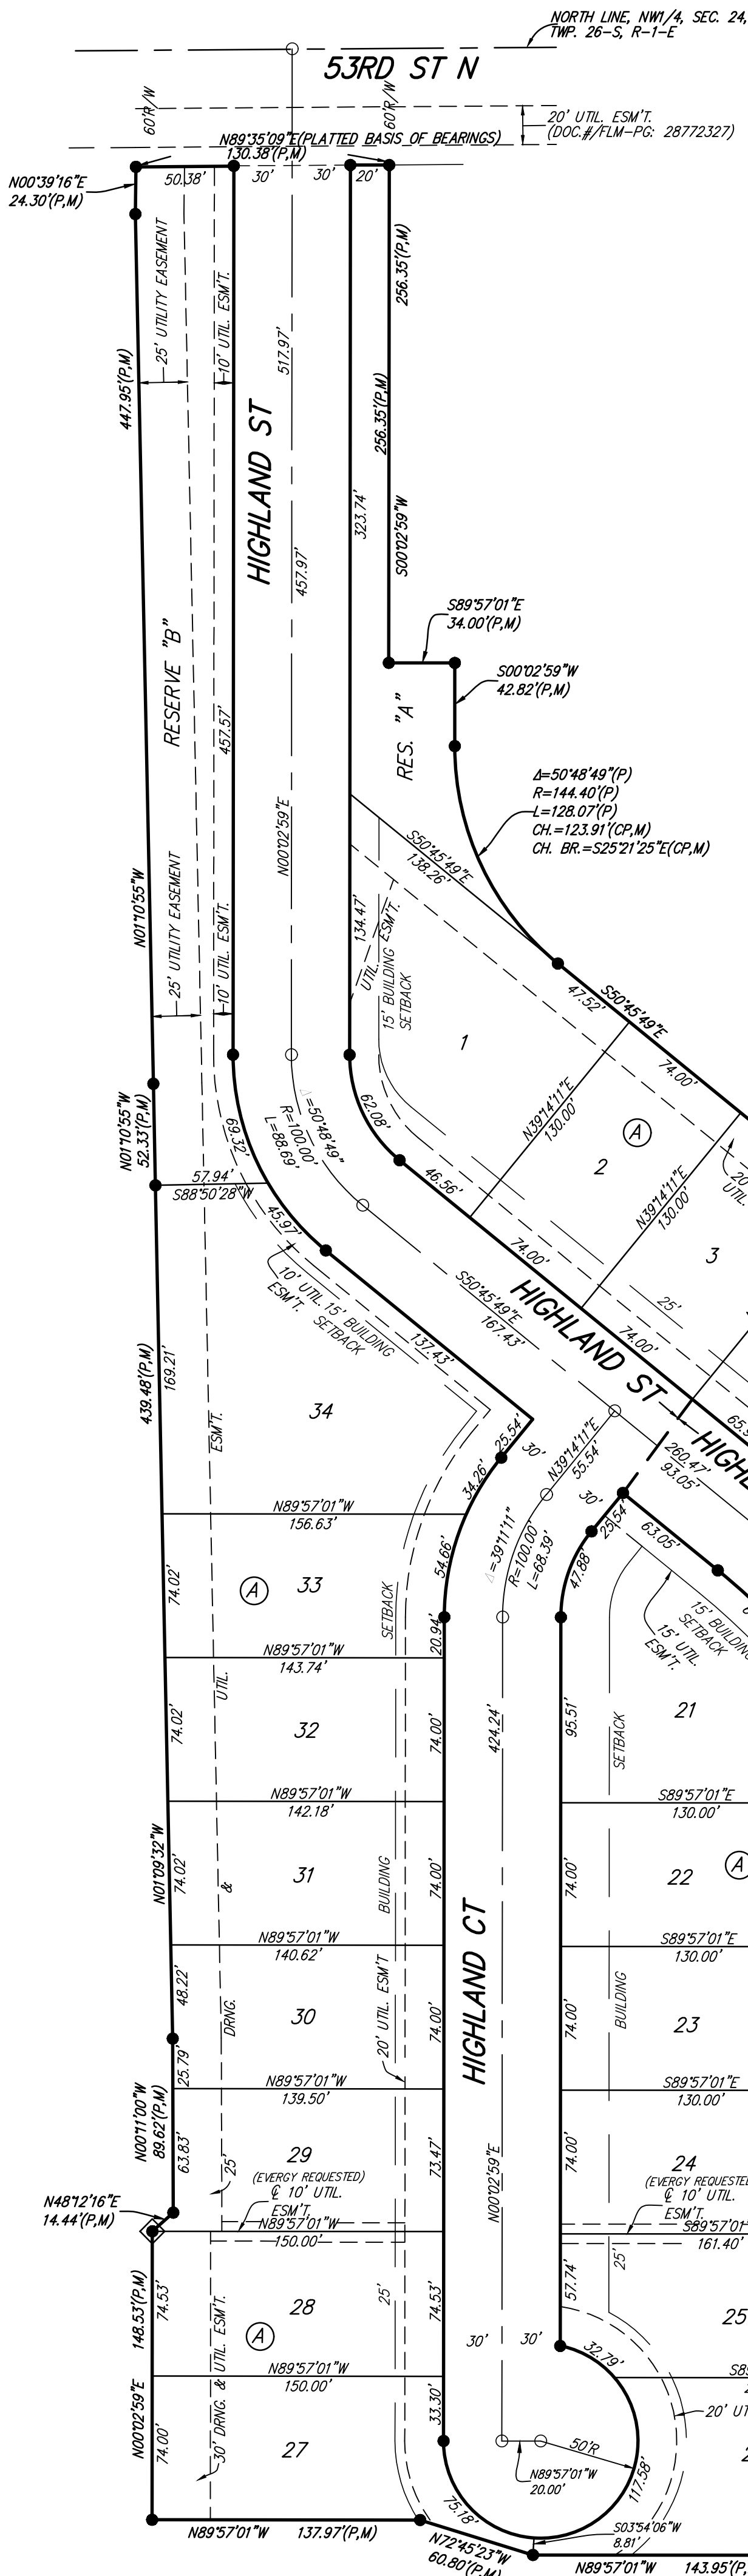 NORTH LINE, NW1/4, SEC. 24,
TWP. 26-S, R-1-E
53RD ST N
60'R/W
60'R/W
20' UTIL. ESM'T.
(DOC.#/FLM-PG: 28772327)
N89°35'09"E(PLATTED BASIS OF BEARINGS)
130.38'(P,M)
N00°39'16"E
24.30'(P,M)
50.38'
30'
30'
20'
25' UTILITY EASEMENT
10' UTIL. ESM'T.
256.35'(P,M)
447.95'(P,M)
517.97'
256.35'(P,M)
HIGHLAND ST
323.74'
457.97'
S00°02'59"W
S89°57'01"E
34.00'(P,M)
RESERVE "B"
S00°02'59"W
42.82'(P,M)
RES. "A"
457.57'
Δ=50°48'49"(P)
R=144.40'(P)
L=128.07'(P)
CH.=123.91'(CP,M)
CH. BR.=S25°21'25"E(CP,M)
N00°02'59"E
S50°45'49"E
138.26'
N01°10'55"W
25' UTILITY EASEMENT
10' UTIL. ESM'T.
134.47'
UTIL. ESM'T.
15' BUILDING
SETBACK
47.52'
S50°45'49"E
1
74.00'
N01°10'55"W
52.33'(P,M)
69.32'
Δ=50°48'49"
R=100.00'
L=88.69'
62.08'
N39°14'11"E
130.00'
A
2
46.56'
20'
UTIL.
57.94'
S88°50'28"W
45.97'
N39°14'11"E
130.00'
3
74.00'
10' UTIL.
ESM'T.
15' BUILDING
SETBACK
S50°45'49"E
167.43'
25'
HIGHLAND ST
74.00'
137.43'
439.48'(P,M)
169.21'
34
ESM'T.
25.54'
30'
N39°14'11"E
55.54'
65.9
260.47'
93.05'
34.26'
30'
25.54'
N89°57'01"W
156.63'
54.66'
Δ=39°11'11"
R=100.00'
L=68.39'
47.88'
63.05'
33
A
74.02'
SETBACK
20.94'
15' BUILDING
SETBACK
15' UTIL.
ESM'T.
N89°57'01"W
143.74'
UTIL.
32
74.02'
74.00'
424.24'
95.51'
SETBACK
21
N89°57'01"W
142.18'
S89°57'01"E
130.00'
N01°09'32"W
74.02'
31
&
BUILDING
74.00'
HIGHLAND CT
74.00'
22
A
N89°57'01"W
140.62'
S89°57'01"E
130.00'
48.22'
30
DRNG.
20' UTIL. ESM'T
74.00'
74.00'
BUILDING
23
25.79'
N89°57'01"W
139.50'
S89°57'01"E
130.00'
N00°11'00"W
89.62'(P,M)
63.83'
25'
29
(EVERGY REQUESTED)
℄ 10' UTIL.
ESM'T.
73.47'
N00°02'59"E
74.00'
24
(EVERGY REQUESTED
℄ 10' UTIL.
ESM'T.
N48°12'16"E
14.44'(P,M)
N89°57'01"W
150.00'
S89°57'01"
161.40'
25'
148.53'(P,M)
74.53'
28
A
25'
74.53'
57.74'
25
30'
30'
32.79'
N89°57'01"W
150.00'
S89
N00°02'59"E
74.00'
30' DRNG. & UTIL. ESM'T.
27
33.30'
50'R
N89°57'01"W
20.00'
117.58'
20' UT
75.18'
S03°54'06"W
8.81'
N89°57'01"W
137.97'(P,M)
N72°45'23"W
60.80'(P,M)
N89°57'01"W
143.95'(P,